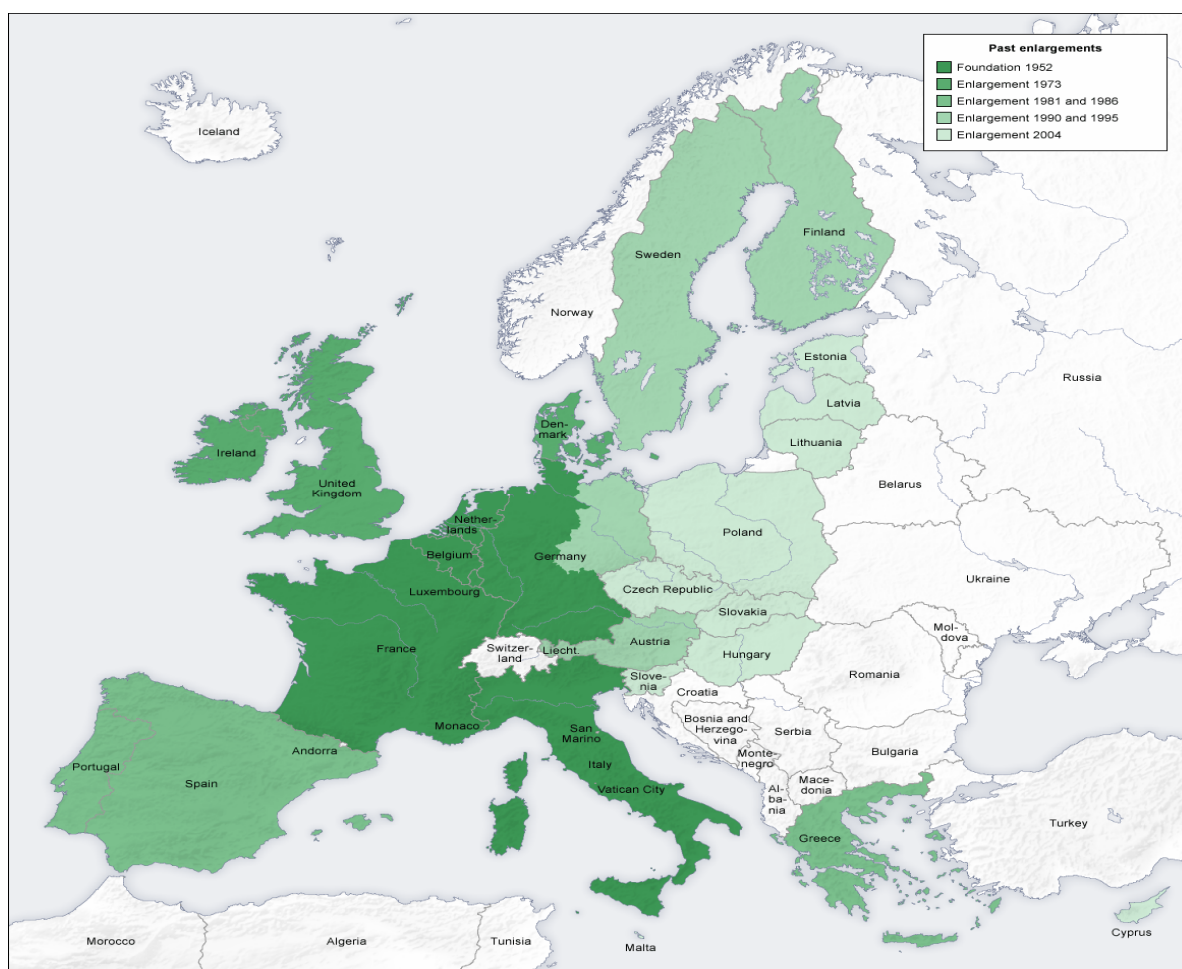 Past enlargements
Foundation 1952
Enlargement 1973
Enlargement 1981 and 1986
Enlargement 1990 and 1995
Enlargement 2004
Iceland
Finland
Sweden
Norway
Estonia
Russia
Latvia
Den-
mark
Lithuania
Ireland
United
Kingdom
Belarus
Nether-
lands
Poland
Belgium
Germany
Ukraine
Czech Republic
Luxembourg
Slovakia
Mol-
dova
Austria
France
Switzer-
land
Liecht.
Hungary
Romania
Slove-
nia
Croatia
Monaco
San
Marino
Bosnia and
Herzego-
vina
Serbia
Andorra
Bulgaria
Portugal
Italy
Monte-
negro
Spain
Mace-
donia
Vatican City
Al-
ba-
nia
Turkey
Greece
Cyprus
Morocco
Algeria
Tunisia
Malta